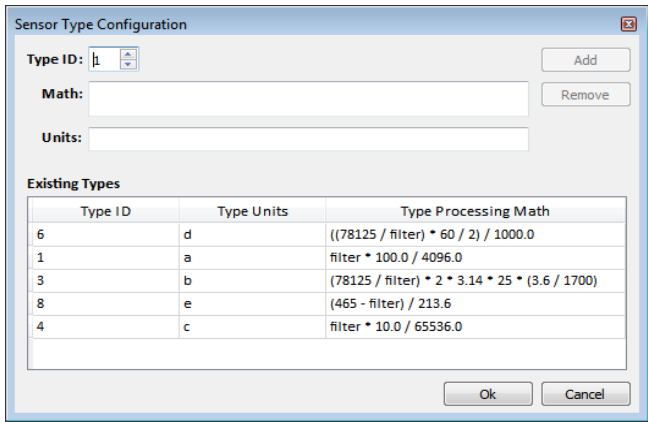 Sensor Type Configuration
Type ID: 1
Add
Math:
Remove
Units:
Existing Types
Type ID Type Units Type Processing Math
6 d ((78125 / filter) * 60 / 2) / 1000.0
1 a filter * 100.0 / 4096.0
3 b (78125 / filter) * 2 * 3.14 * 25 * (3.6 / 1700)
8 e (465 - filter) / 213.6
4 c filter * 10.0 / 65536.0
Ok Cancel